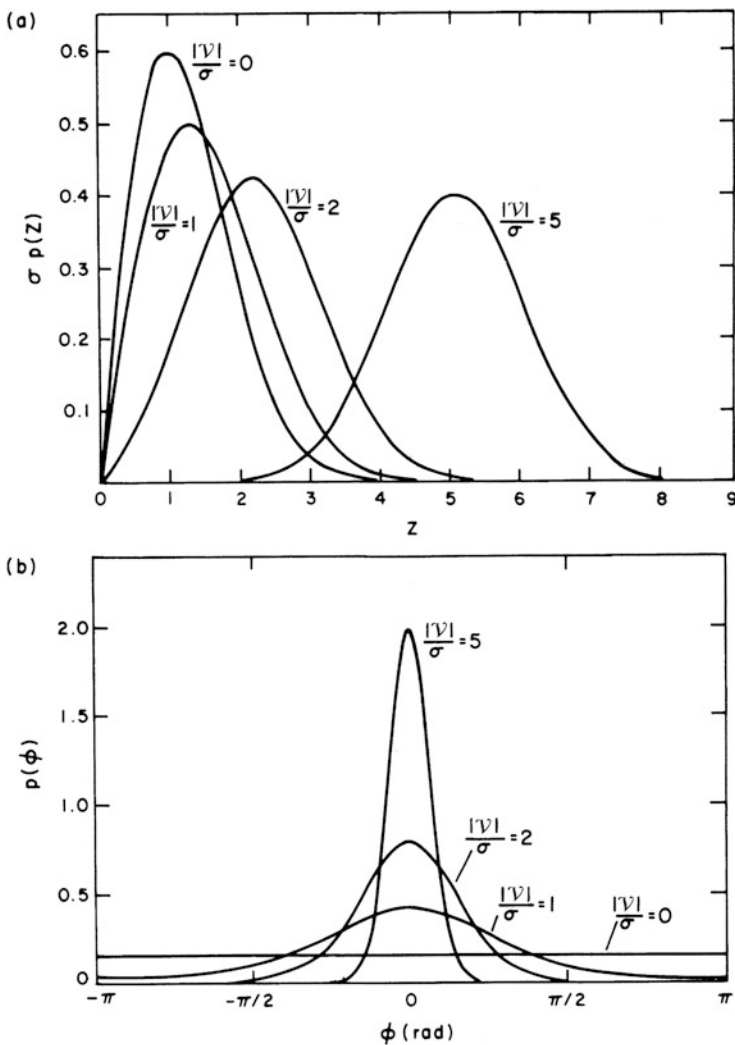 (a)
0.6
0.5
0.4
0.3
0.2
0.1
σ p(Z)
|𝒱|/σ = 0
|𝒱|/σ = 1
|𝒱|/σ = 2
|𝒱|/σ = 5
0 1 2 3 4 5 6 7 8 9
Z
(b)
2.0
1.5
1.0
0.5
0
p(ϕ)
|𝒱|/σ = 5
|𝒱|/σ = 2
|𝒱|/σ = 1
|𝒱|/σ = 0
-π -π/2 0 π/2 π
ϕ (rad)